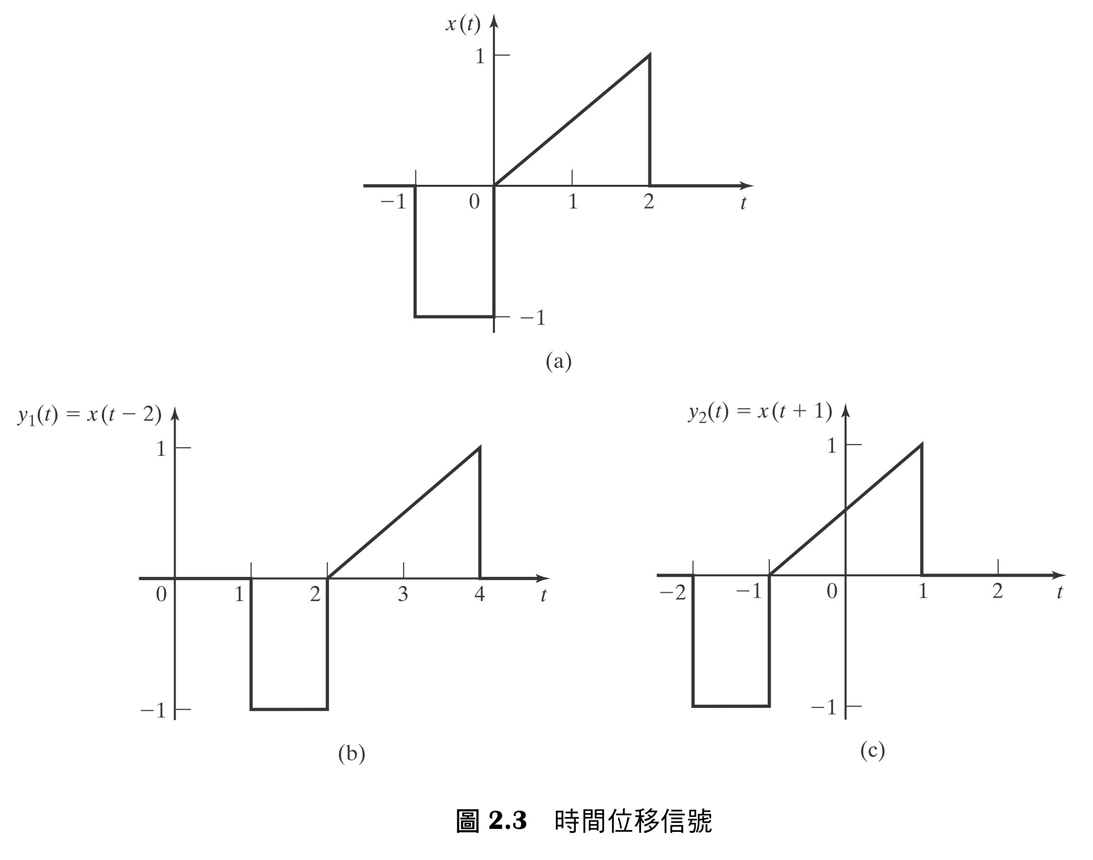 x(t)
1
−1 0 1 2 t
−1
(a)
y₁(t) = x(t − 2)
1
0 1 2 3 4 t
−1
(b)
y₂(t) = x(t + 1)
1
−2 −1 0 1 2 t
−1
(c)
圖 2.3 時間位移信號